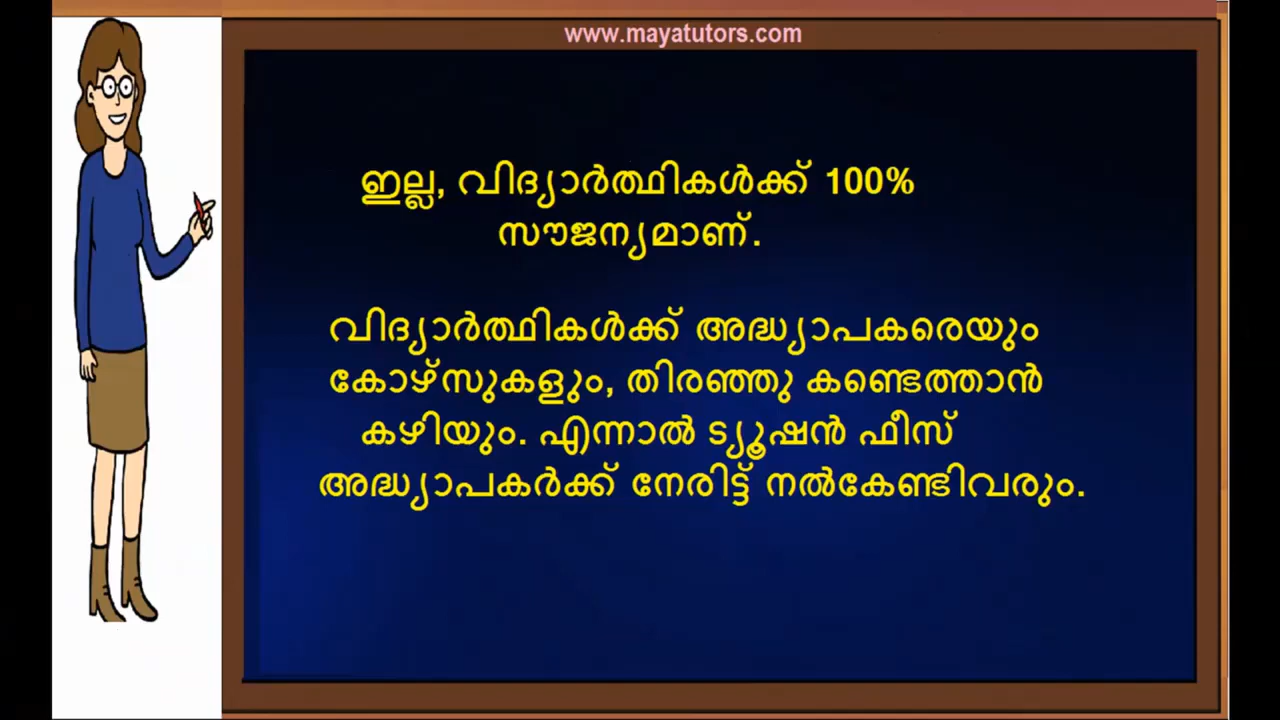 www.mayatutors.com
ഇല്ല, വിദ്യാർത്ഥികൾക്ക് 100%
സൗജന്യമാണ്.
വിദ്യാർത്ഥികൾക്ക് അദ്ധ്യാപകരെയും
കോഴ്സുകളും, തിരഞ്ഞു കണ്ടെത്താൻ
കഴിയും. എന്നാൽ ട്യൂഷൻ ഫീസ്
അദ്ധ്യാപകർക്ക് നേരിട്ട് നൽകേണ്ടിവരും.